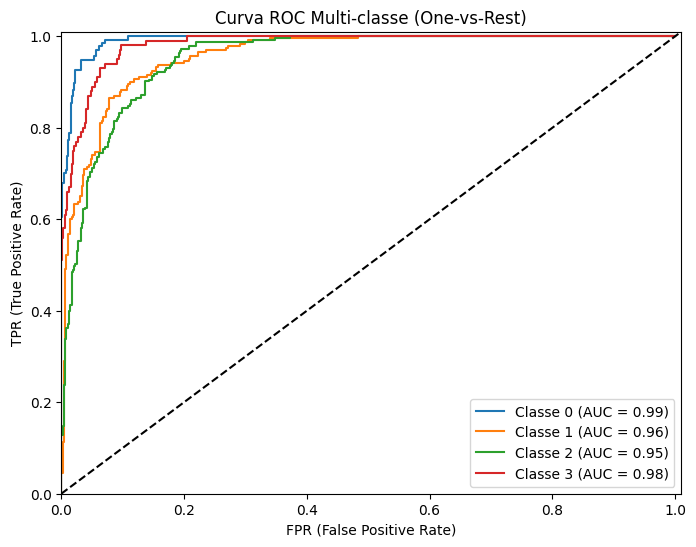 Curva ROC Multi-classe (One-vs-Rest)
TPR (True Positive Rate)
1.0
0.8
0.6
0.4
0.2
0.0
0.0 0.2 0.4 0.6 0.8 1.0
FPR (False Positive Rate)
Classe 0 (AUC = 0.99)
Classe 1 (AUC = 0.96)
Classe 2 (AUC = 0.95)
Classe 3 (AUC = 0.98)